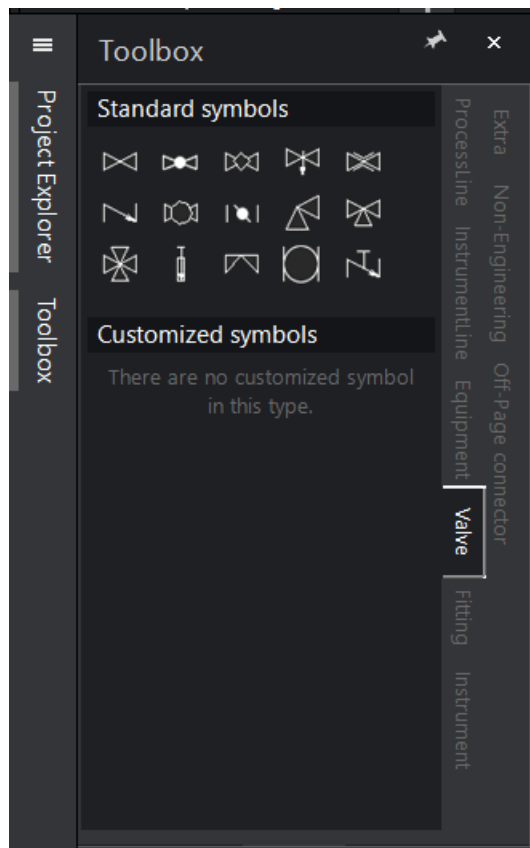 Toolbox
Project Explorer
Toolbox
Standard symbols
Customized symbols
There are no customized symbol
in this type.
ProcessLine
InstrumentLine
Equipment
Valve
Fitting
Instrument
Extra
Non-Engineering
Off-Page connector